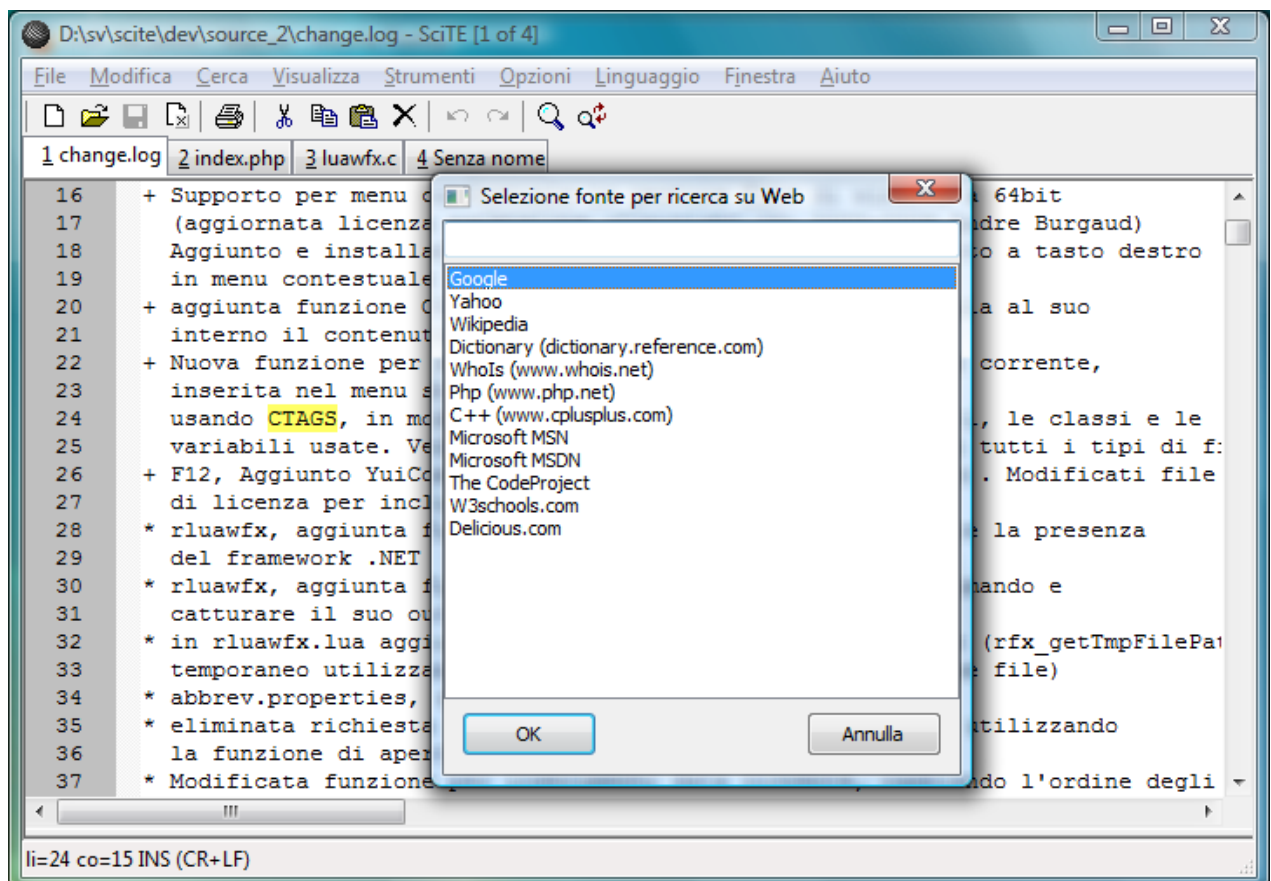 D:\sv\scite\dev\source_2\change.log - SciTE [1 of 4]
File Modifica Cerca Visualizza Strumenti Opzioni Linguaggio Finestra Aiuto
1 change.log 2 index.php 3 luawfx.c 4 Senza nome
Selezione fonte per ricerca su Web
Google
Yahoo
Wikipedia
Dictionary (dictionary.reference.com)
WhoIs (www.whois.net)
Php (www.php.net)
C++ (www.cplusplus.com)
Microsoft MSN
Microsoft MSDN
The CodeProject
W3schools.com
Delicious.com
OK Annulla
16 + Supporto per menu 64bit
17 (aggiornata licenza dre Burgaud)
18 Aggiunto e installa o a tasto destro
19 in menu contestuale
20 + aggiunta funzione a al suo
21 interno il contenut
22 + Nuova funzione per corrente,
23 inserita nel menu s
24 usando CTAGS, in mo , le classi e le
25 variabili usate. Ve tutti i tipi di f
26 + F12, Aggiunto YuiCo . Modificati file
27 di licenza per incl
28 * rluawfx, aggiunta f la presenza
29 del framework .NET
30 * rluawfx, aggiunta f ando e
31 catturare il suo ou
32 * in rluawfx.lua aggi (rfx_getTmpFilePat
33 temporaneo utilizza file)
34 * abbrev.properties,
35 * eliminata richiesta tilizzando
36 la funzione di aper
37 * Modificata funzione ndo l'ordine degli
li=24 co=15 INS (CR+LF)